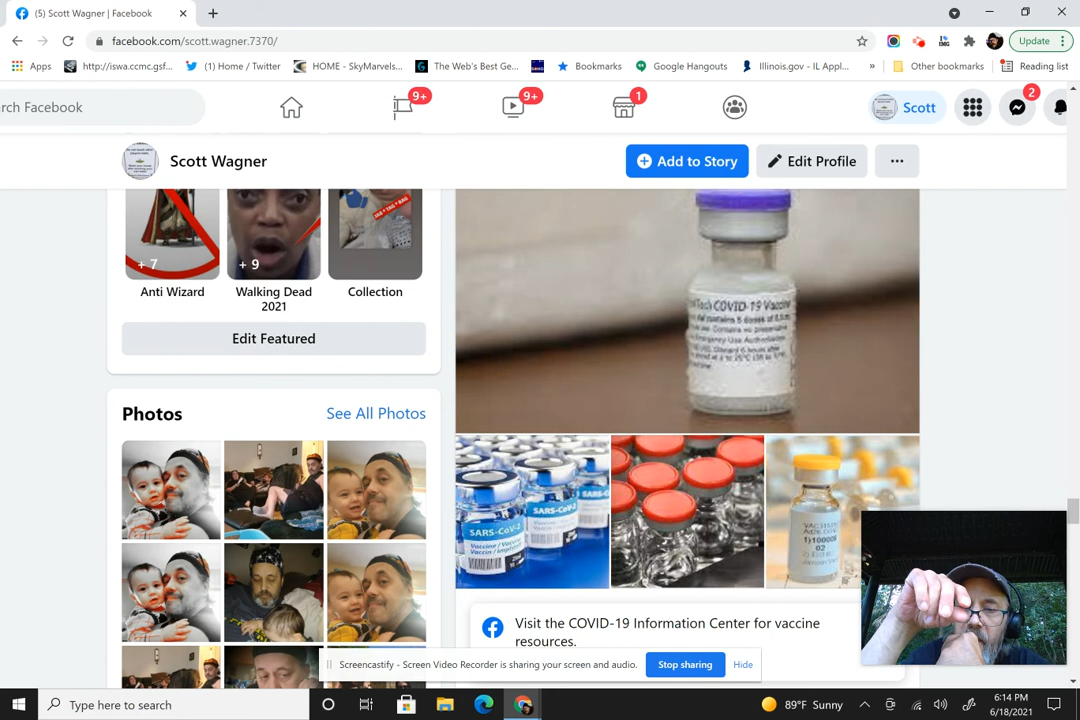 (5) Scott Wagner | Facebook
facebook.com/scott.wagner.7370/
Update
Apps
http://iswa.ccmc.gsf...
(1) Home / Twitter
HOME - SkyMarvels...
The Web's Best Ge...
Bookmarks
Google Hangouts
Illinois.gov - IL Appl...
»
Other bookmarks
Reading list
rch Facebook
9+
9+
1
Scott
2
Scott Wagner
Add to Story
Edit Profile
+ 7
+ 9
Anti Wizard
Walking Dead
2021
Collection
Edit Featured
COVID-19 Vaccine
Photos
See All Photos
SARS-CoV-2
Visit the COVID-19 Information Center for vaccine
resources.
Screencastify - Screen Video Recorder is sharing your screen and audio.
Stop sharing
Hide
Type here to search
89°F Sunny
6:14 PM
6/18/2021